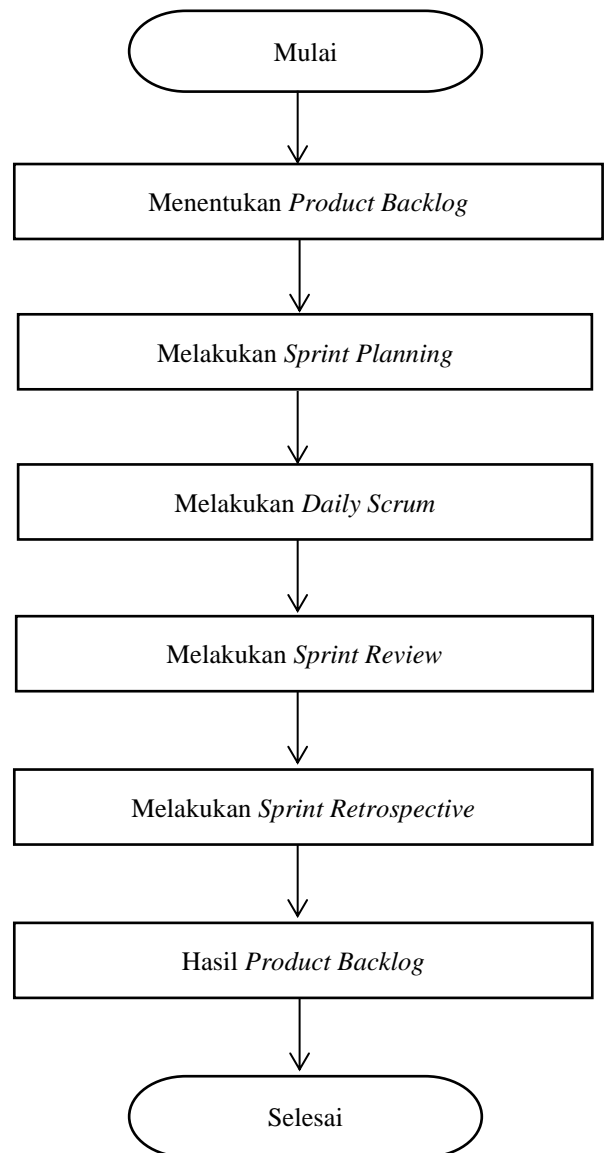 Mulai
Menentukan Product Backlog
Melakukan Sprint Planning
Melakukan Daily Scrum
Melakukan Sprint Review
Melakukan Sprint Retrospective
Hasil Product Backlog
Selesai